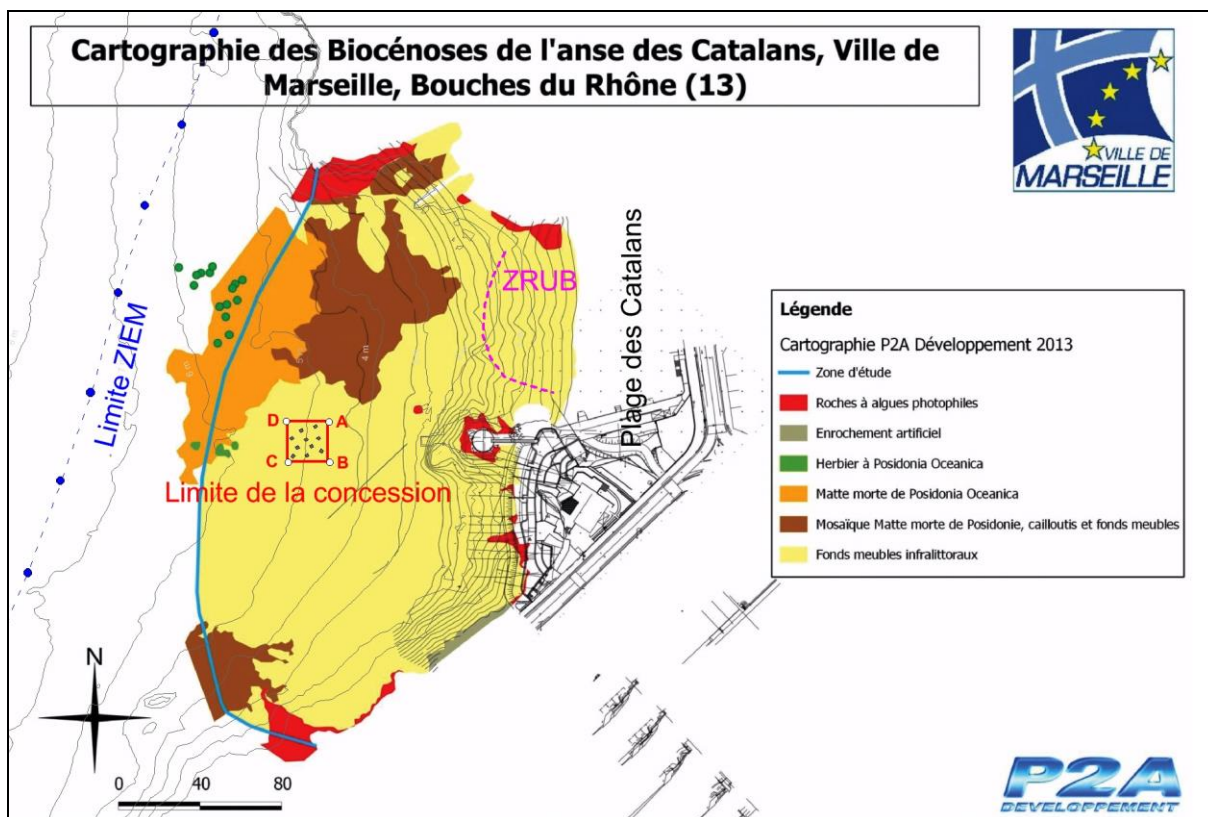 Cartographie des Biocénoses de l'anse des Catalans, Ville de
Marseille, Bouches du Rhône (13)
VILLE DE
MARSEILLE
Limite ZIEM
ZRUB
Plage des Catalans
4 m
D
A
C
B
Limite de la concession
Légende
Cartographie P2A Développement 2013
Zone d'étude
Roches à algues photophiles
Enrochement artificiel
Herbier à Posidonia Oceanica
Matte morte de Posidonia Oceanica
Mosaïque Matte morte de Posidonie, cailloutis et fonds meubles
Fonds meubles infralittoraux
N
0 40 80
P2A
DEVELOPPEMENT